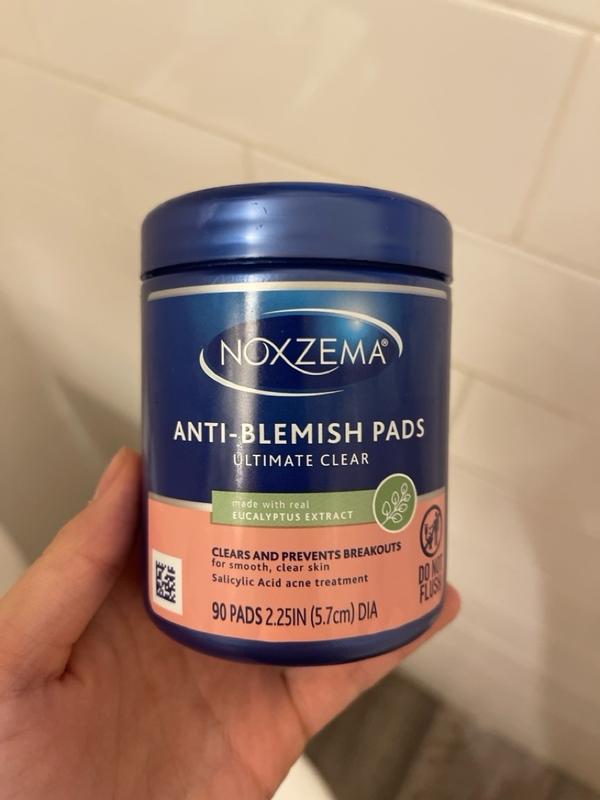 NOXZEMA®
ANTI-BLEMISH PADS
ULTIMATE CLEAR
made with real
EUCALYPTUS EXTRACT
CLEARS AND PREVENTS BREAKOUTS
for smooth, clear skin
Salicylic Acid acne treatment
90 PADS 2.25IN (5.7cm) DIA
DO NOT
FLUSH